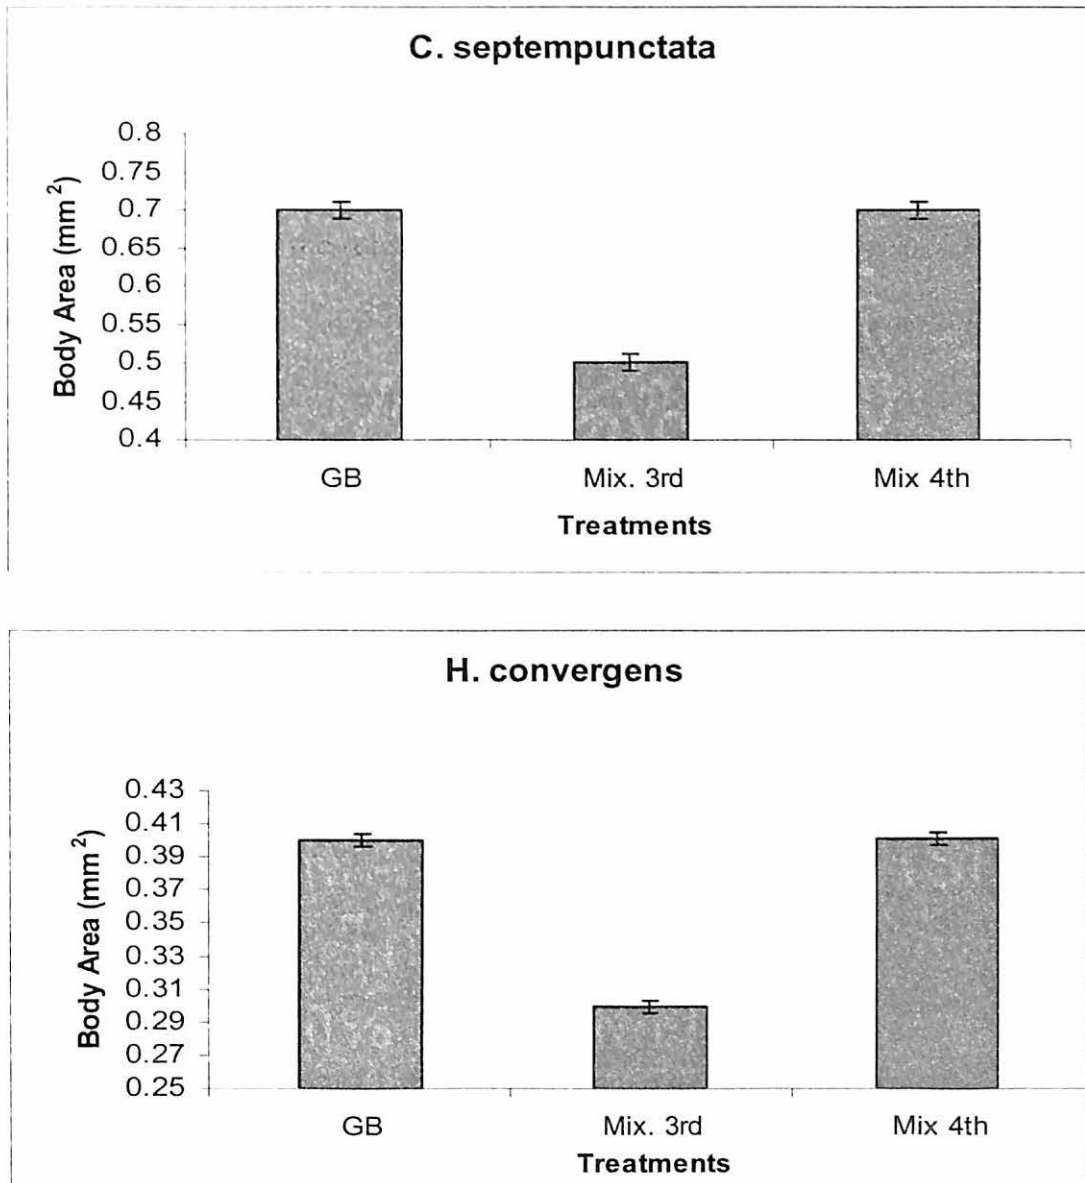 C. septempunctata
Body Area (mm²)
0.8
0.75
0.7
0.65
0.6
0.55
0.5
0.45
0.4
GB
Mix. 3rd
Mix 4th
Treatments
H. convergens
Body Area (mm²)
0.43
0.41
0.39
0.37
0.35
0.33
0.31
0.29
0.27
0.25
GB
Mix. 3rd
Mix 4th
Treatments